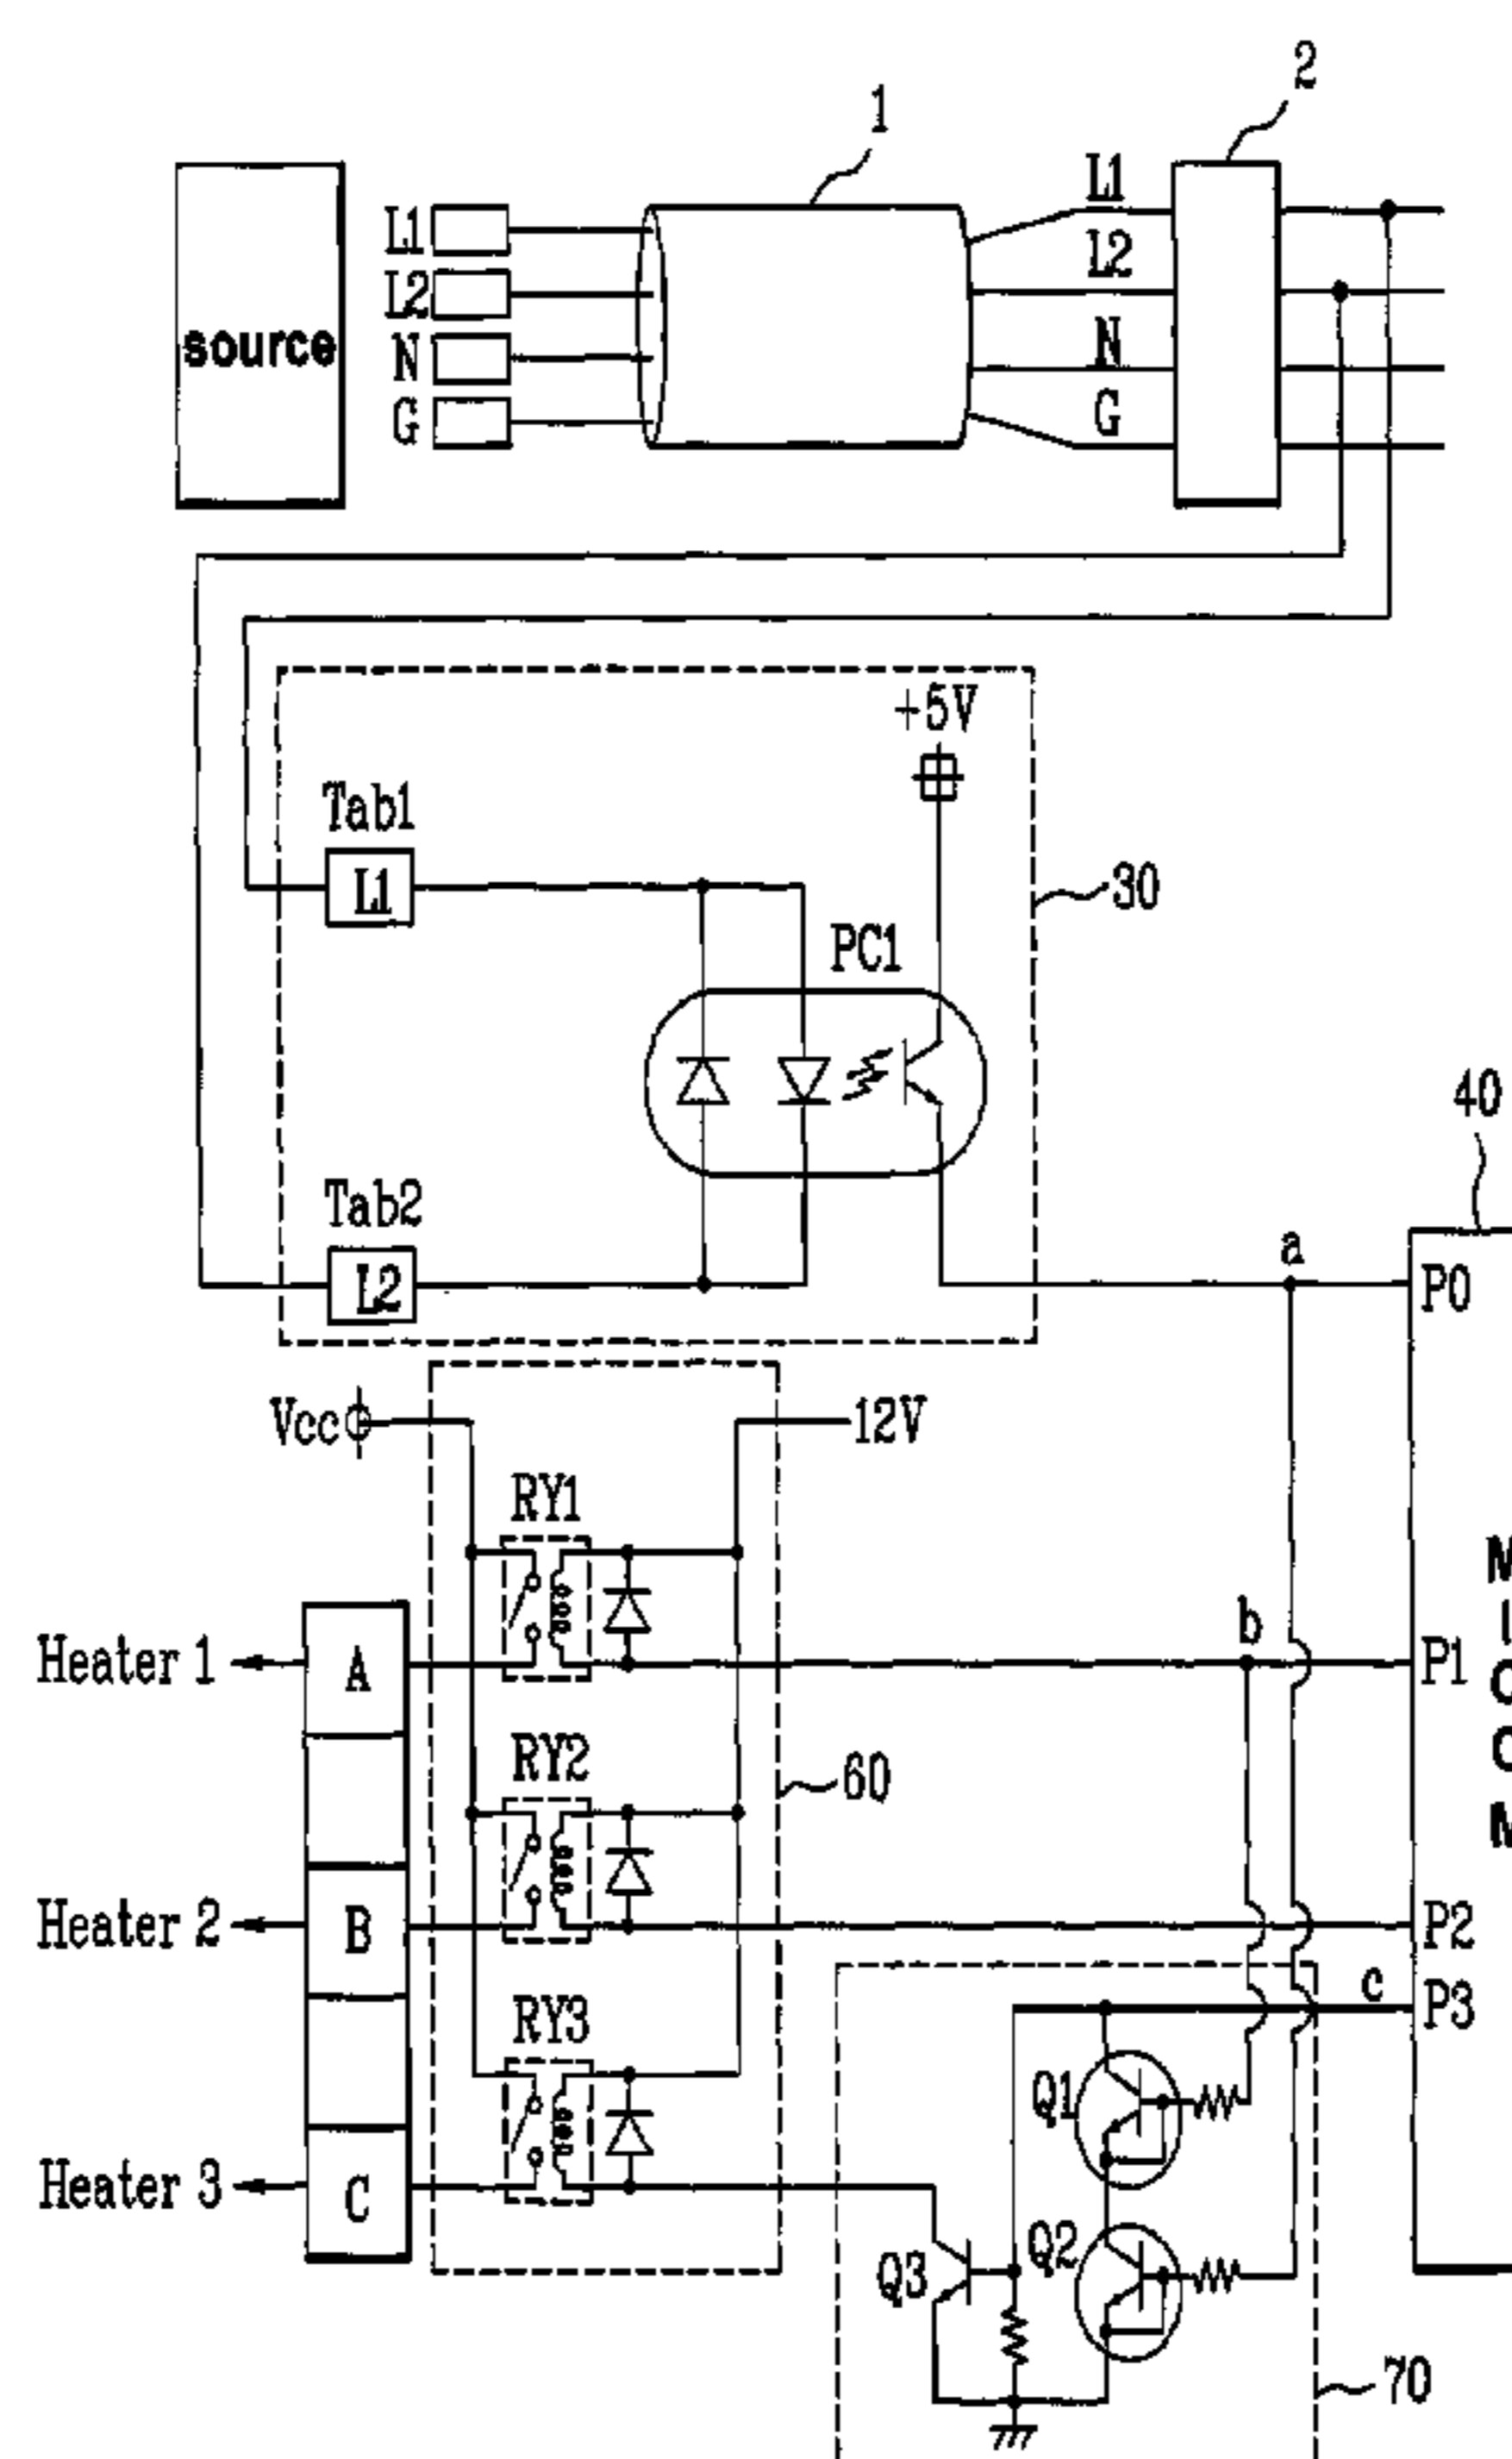 1
2
source
L1
L2
N
G
L1
L2
N
G
+5V
Tab1
L1
30
PC1
40
Tab2
L2
a
P0
Vcc
12V
RY1
Heater 1
A
b
P1
RY2
60
Heater 2
B
P2
c
P3
RY3
Q1
Heater 3
C
Q2
Q3
70